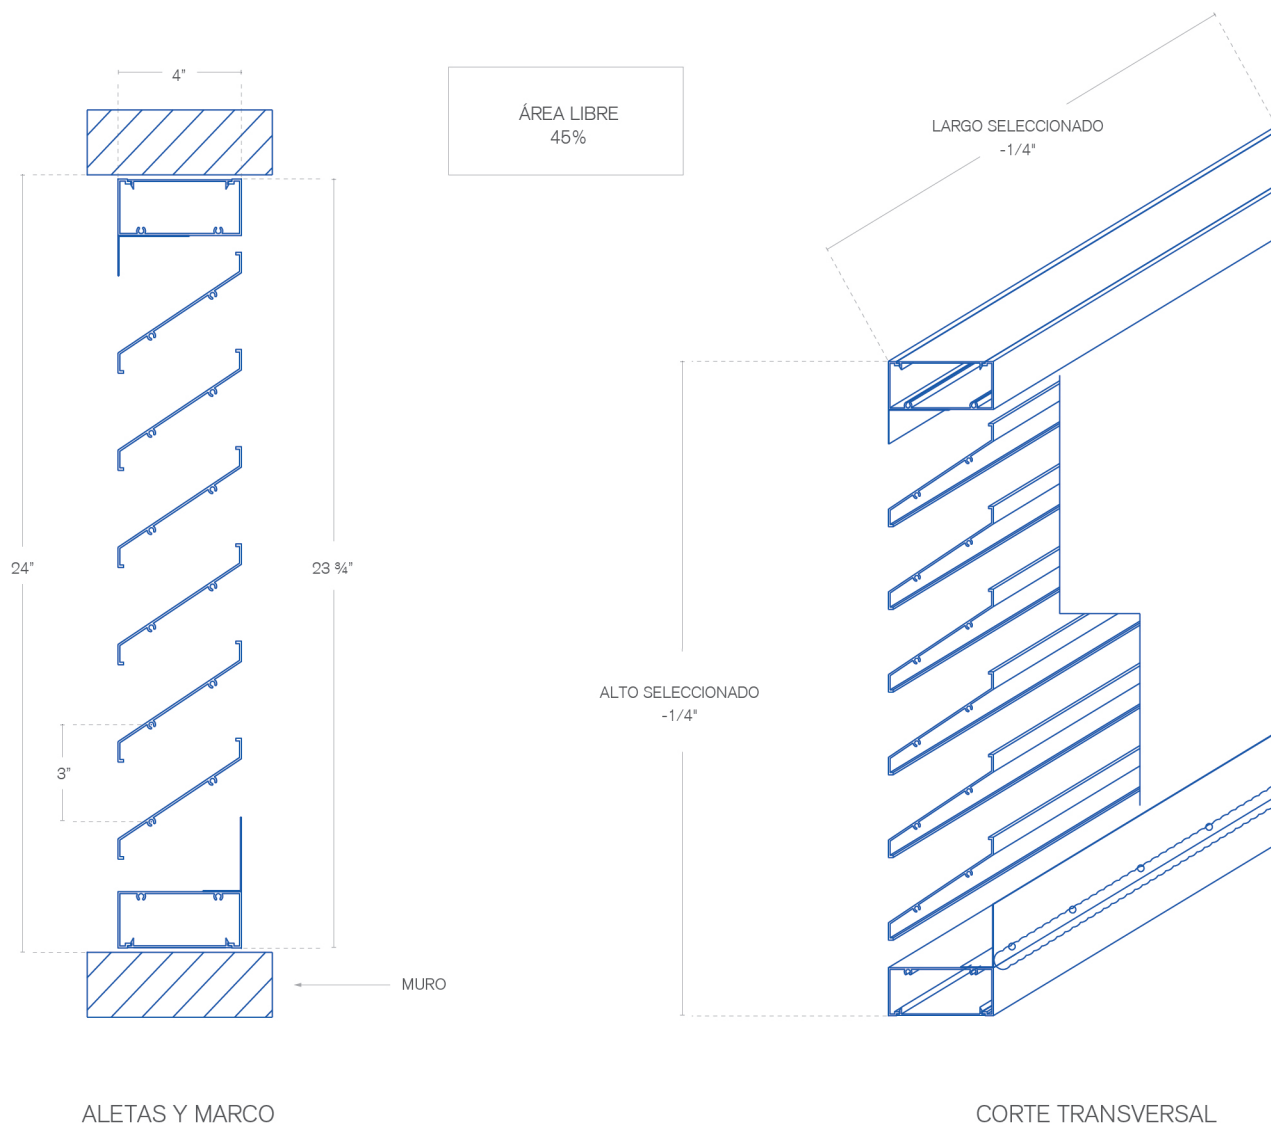 4"
ÁREA LIBRE
45%
LARGO SELECCIONADO
-1/4"
24"
23 ¾"
ALTO SELECCIONADO
-1/4"
3"
MURO
ALETAS Y MARCO
CORTE TRANSVERSAL